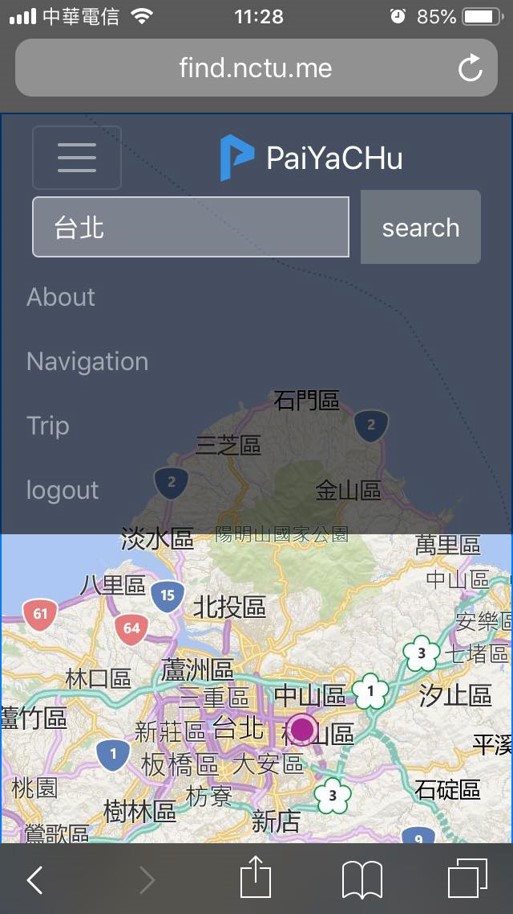 中華電信 11:28 85%
find.nctu.me
PaiYaCHu
台北 search
About
Navigation
Trip
logout
石門區
2
三芝區
2
金山區
淡水區 陽明山國家公園
萬里區
八里區 15 中山區
61 64 北投區 安樂區
3 七堵區
林口區 蘆洲區
三重區 中山區 1 汐止區
蘆竹區
新莊區 台北 山區
1 板橋區 大安區 平溪
桃園 枋寮 3 石碇區
樹林區 新店
鶯歌區 9